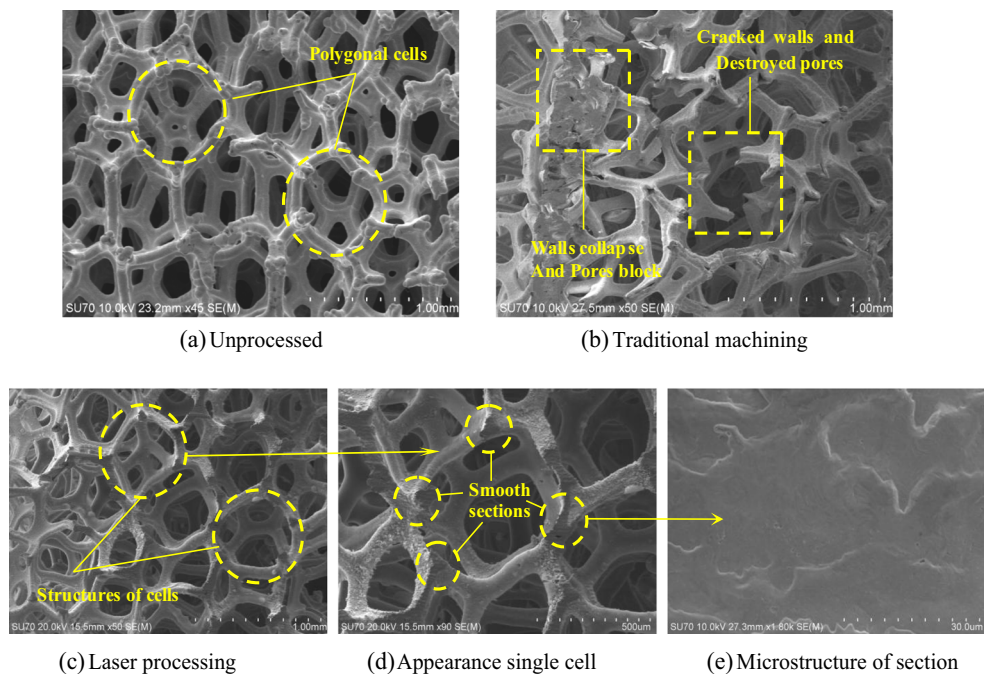 Polygonal cells
SU70 10.0kV 23.2mm x45 SE(M)
1.00mm
(a) Unprocessed
Cracked walls and
Destroyed pores
Walls collapse
And Pores block
SU70 10.0kV 27.5mm x50 SE(M)
1.00mm
(b) Traditional machining
Structures of cells
SU70 20.0kV 15.5mm x50 SE(M)
1.00mm
(c) Laser processing
Smooth
sections
SU70 20.0kV 15.5mm x90 SE(M)
500um
(d) Appearance single cell
SU70 10.0kV 27.3mm x1.80k SE(M)
30.0um
(e) Microstructure of section